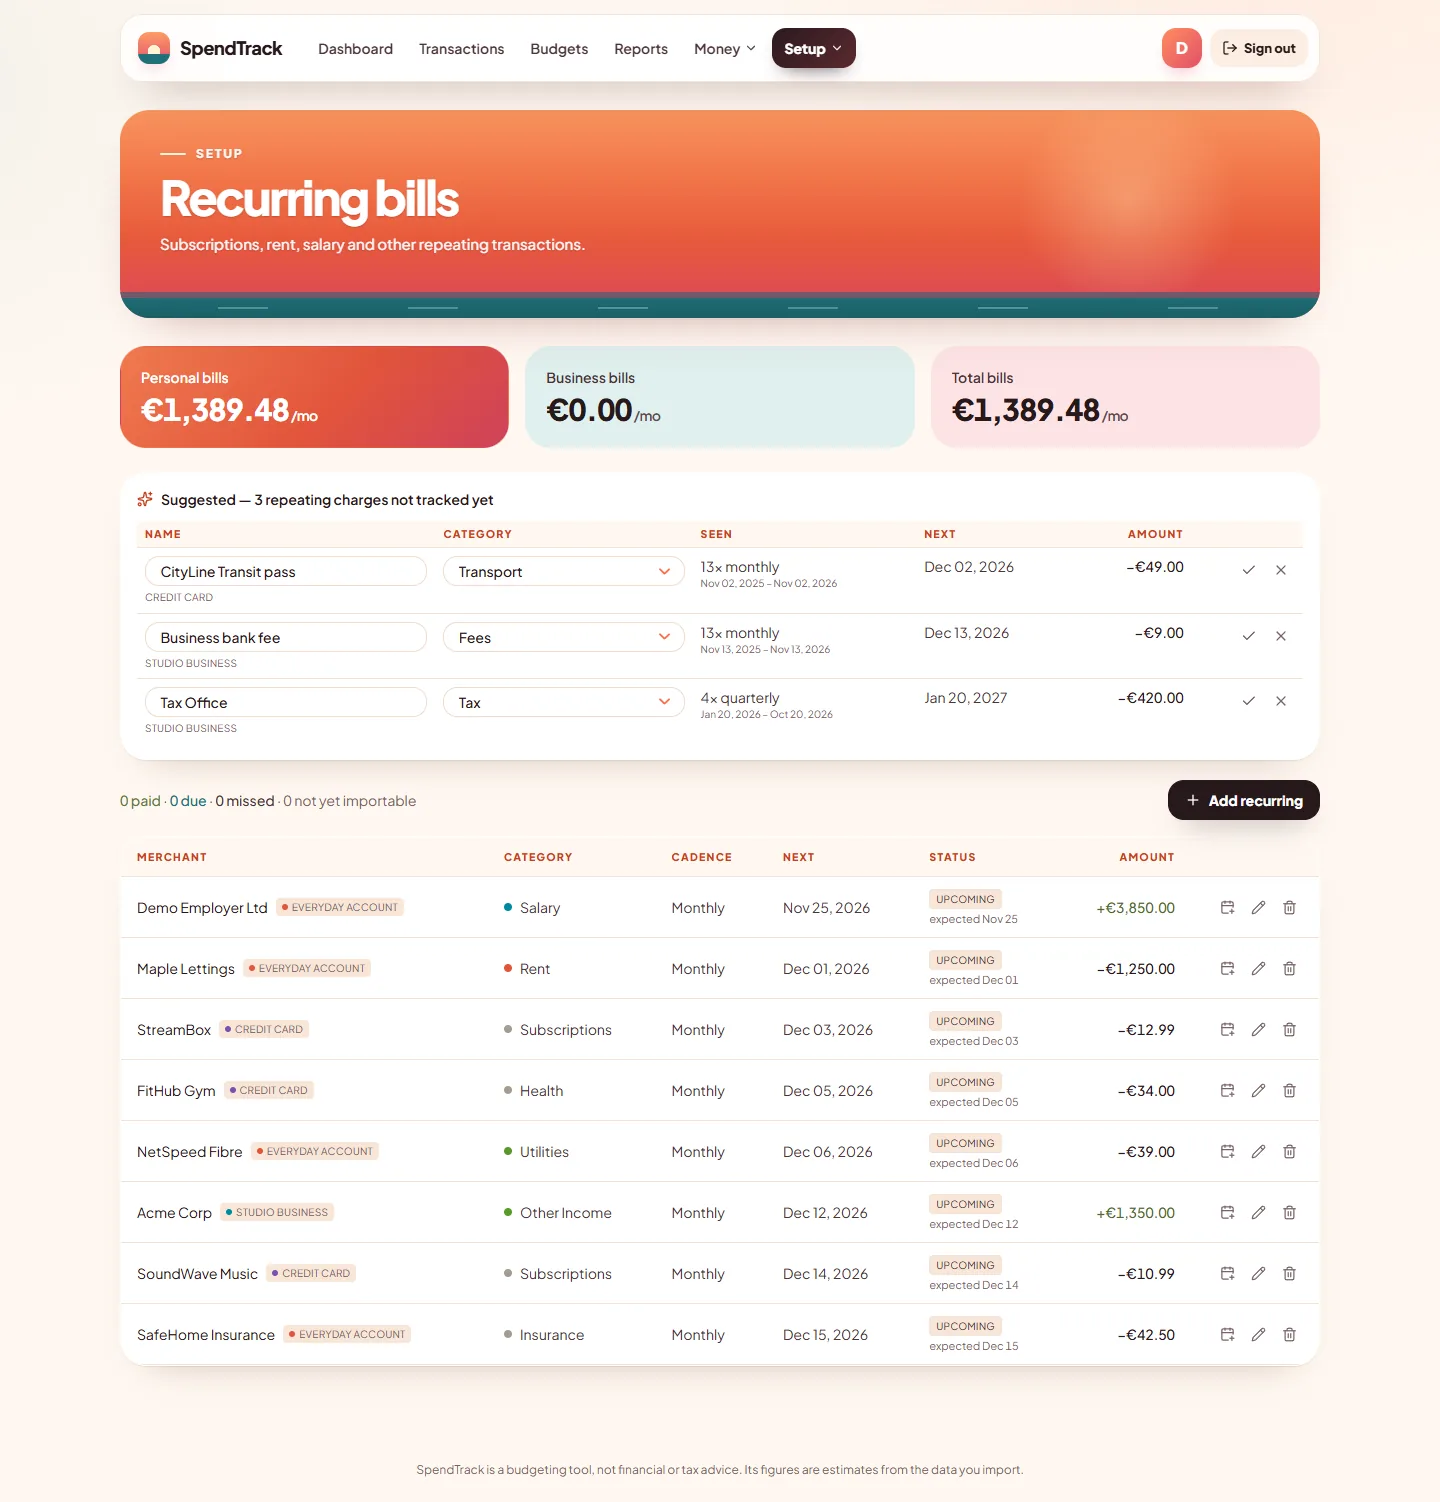 SpendTrack Dashboard Transactions Budgets Reports Money Setup D Sign out
SETUP
Recurring bills
Subscriptions, rent, salary and other repeating transactions.
Personal bills
€1,389.48/mo
Business bills
€0.00/mo
Total bills
€1,389.48/mo
Suggested — 3 repeating charges not tracked yet
NAME CATEGORY SEEN NEXT AMOUNT
CityLine Transit pass Transport 13× monthly Dec 02, 2026 −€49.00
CREDIT CARD Nov 02, 2025 – Nov 02, 2026
Business bank fee Fees 13× monthly Dec 13, 2026 −€9.00
STUDIO BUSINESS Nov 13, 2025 – Nov 13, 2026
Tax Office Tax 4× quarterly Jan 20, 2027 −€420.00
STUDIO BUSINESS Jan 20, 2026 – Oct 20, 2026
0 paid · 0 due · 0 missed · 0 not yet importable Add recurring
MERCHANT CATEGORY CADENCE NEXT STATUS AMOUNT
Demo Employer Ltd EVERYDAY ACCOUNT Salary Monthly Nov 25, 2026 UPCOMING +€3,850.00
expected Nov 25
Maple Lettings EVERYDAY ACCOUNT Rent Monthly Dec 01, 2026 UPCOMING −€1,250.00
expected Dec 01
StreamBox CREDIT CARD Subscriptions Monthly Dec 03, 2026 UPCOMING −€12.99
expected Dec 03
FitHub Gym CREDIT CARD Health Monthly Dec 05, 2026 UPCOMING −€34.00
expected Dec 05
NetSpeed Fibre EVERYDAY ACCOUNT Utilities Monthly Dec 06, 2026 UPCOMING −€39.00
expected Dec 06
Acme Corp STUDIO BUSINESS Other Income Monthly Dec 12, 2026 UPCOMING +€1,350.00
expected Dec 12
SoundWave Music CREDIT CARD Subscriptions Monthly Dec 14, 2026 UPCOMING −€10.99
expected Dec 14
SafeHome Insurance EVERYDAY ACCOUNT Insurance Monthly Dec 15, 2026 UPCOMING −€42.50
expected Dec 15
SpendTrack is a budgeting tool, not financial or tax advice. Its figures are estimates from the data you import.